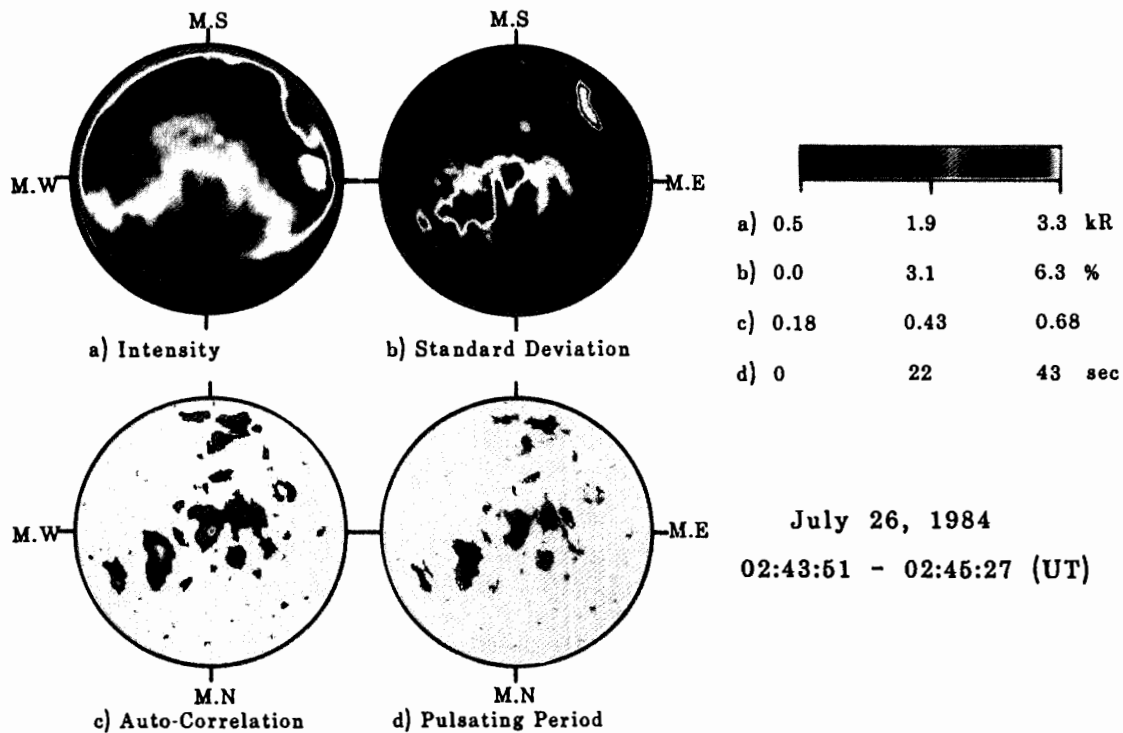 M.S
M.S
M.W
M.E
a) Intensity
b) Standard Deviation
a) 0.5 1.9 3.3 kR
b) 0.0 3.1 6.3 %
c) 0.18 0.43 0.68
d) 0 22 43 sec
M.W
M.E
July 26, 1984
02:43:51 - 02:45:27 (UT)
M.N
M.N
c) Auto-Correlation
d) Pulsating Period